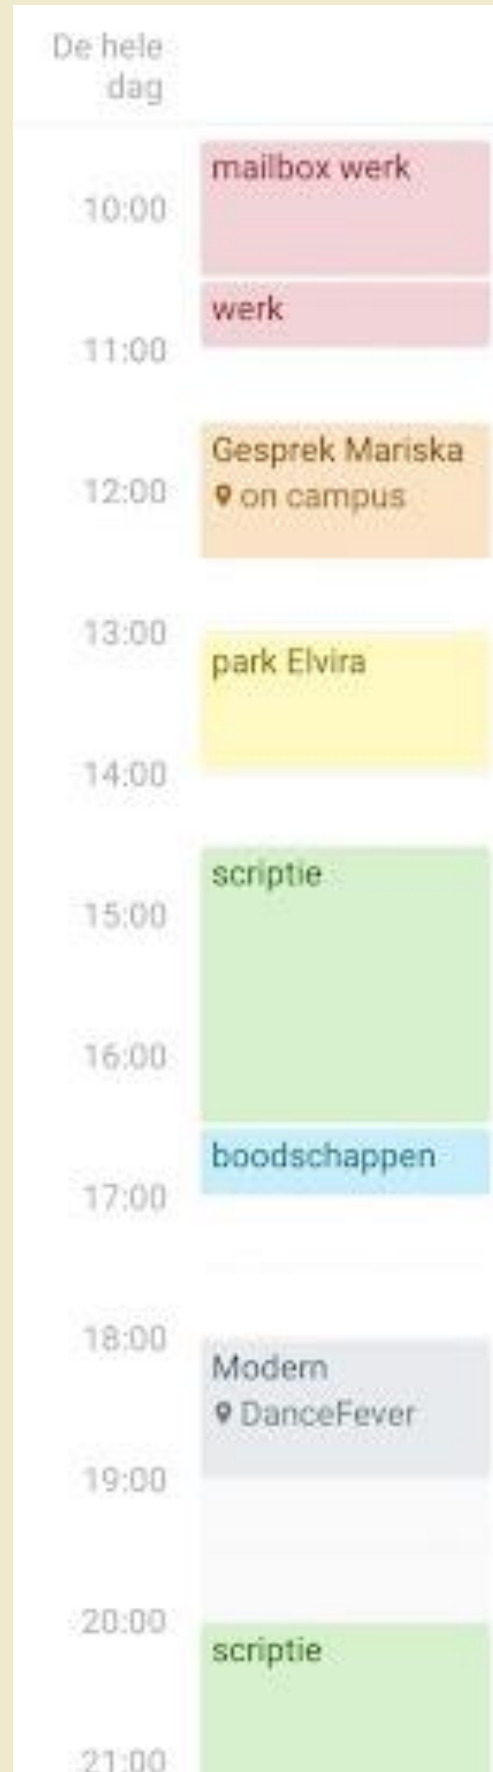 De hele
dag
mailbox werk
10:00
werk
11:00
Gesprek Mariska
12:00
on campus
13:00
park Elvira
14:00
scriptie
15:00
16:00
boodschappen
17:00
18:00
Modern
DanceFever
19:00
20:00
scriptie
21:00